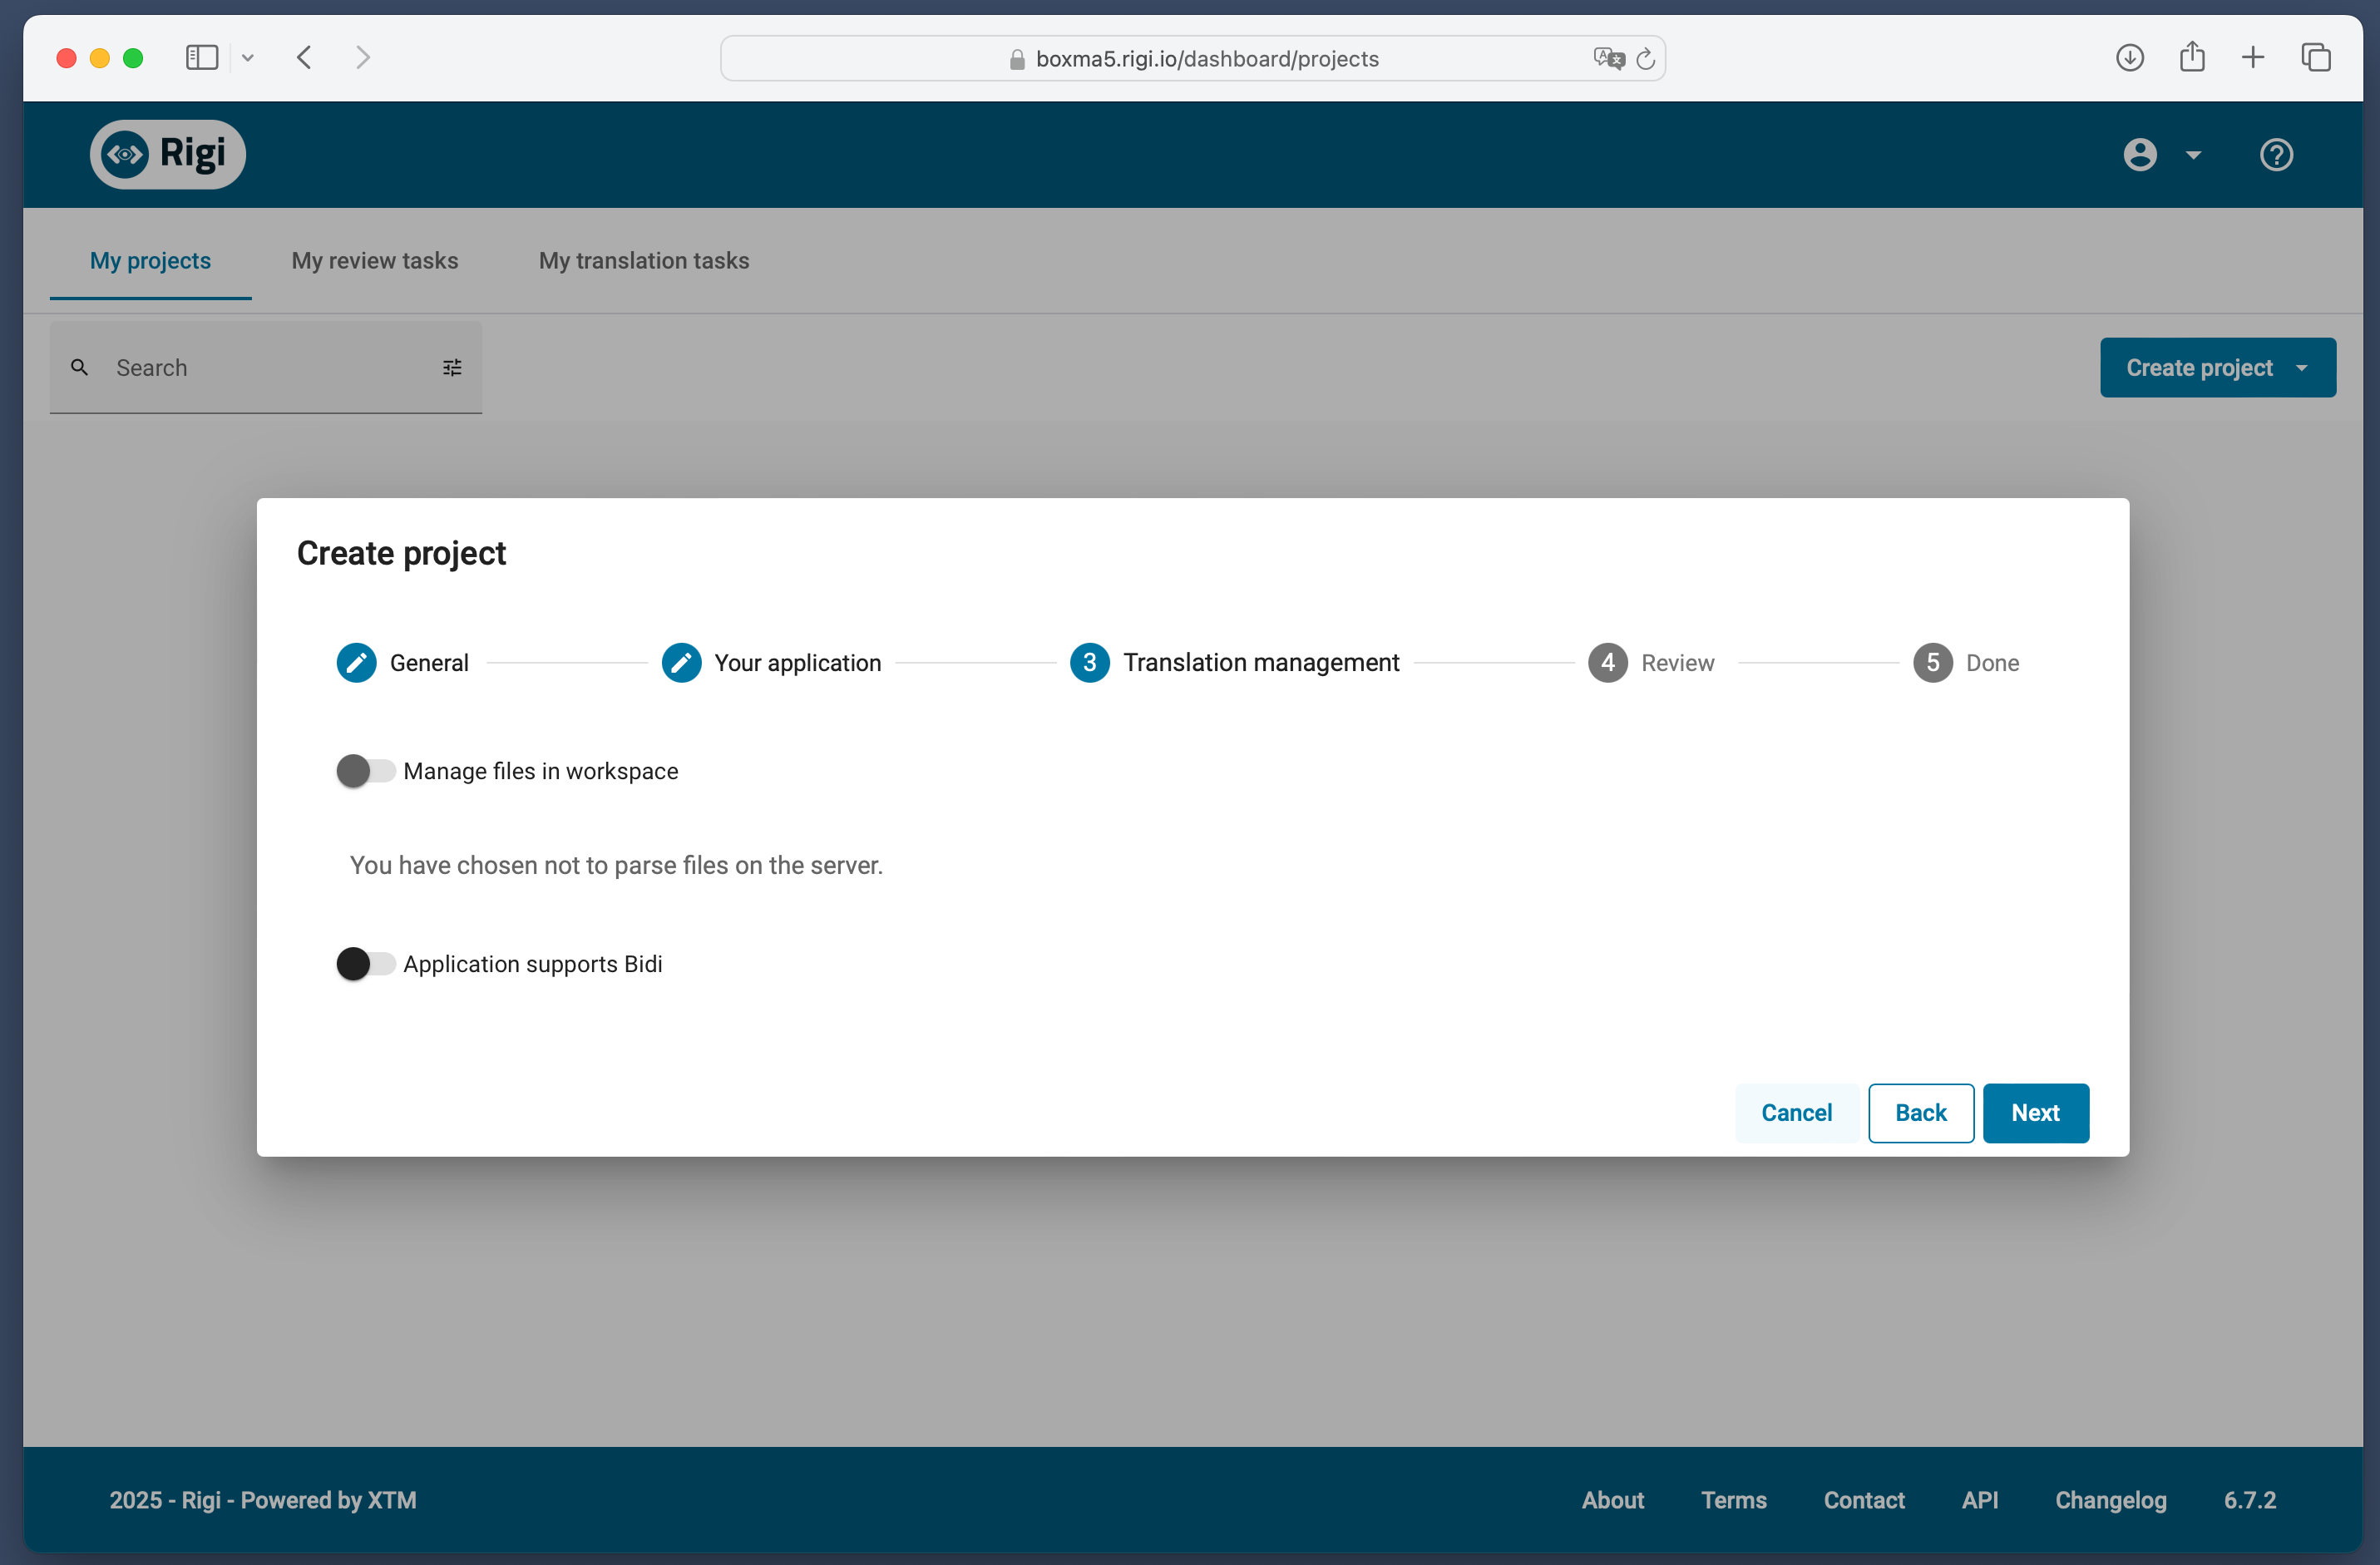 boxma5.rigi.io/dashboard/projects
Rigi
My projects
My review tasks
My translation tasks
Search
Create project
Create project
General
Your application
3 Translation management
4 Review
5 Done
Manage files in workspace
You have chosen not to parse files on the server.
Application supports Bidi
Cancel
Back
Next
2025 - Rigi - Powered by XTM
About
Terms
Contact
API
Changelog
6.7.2